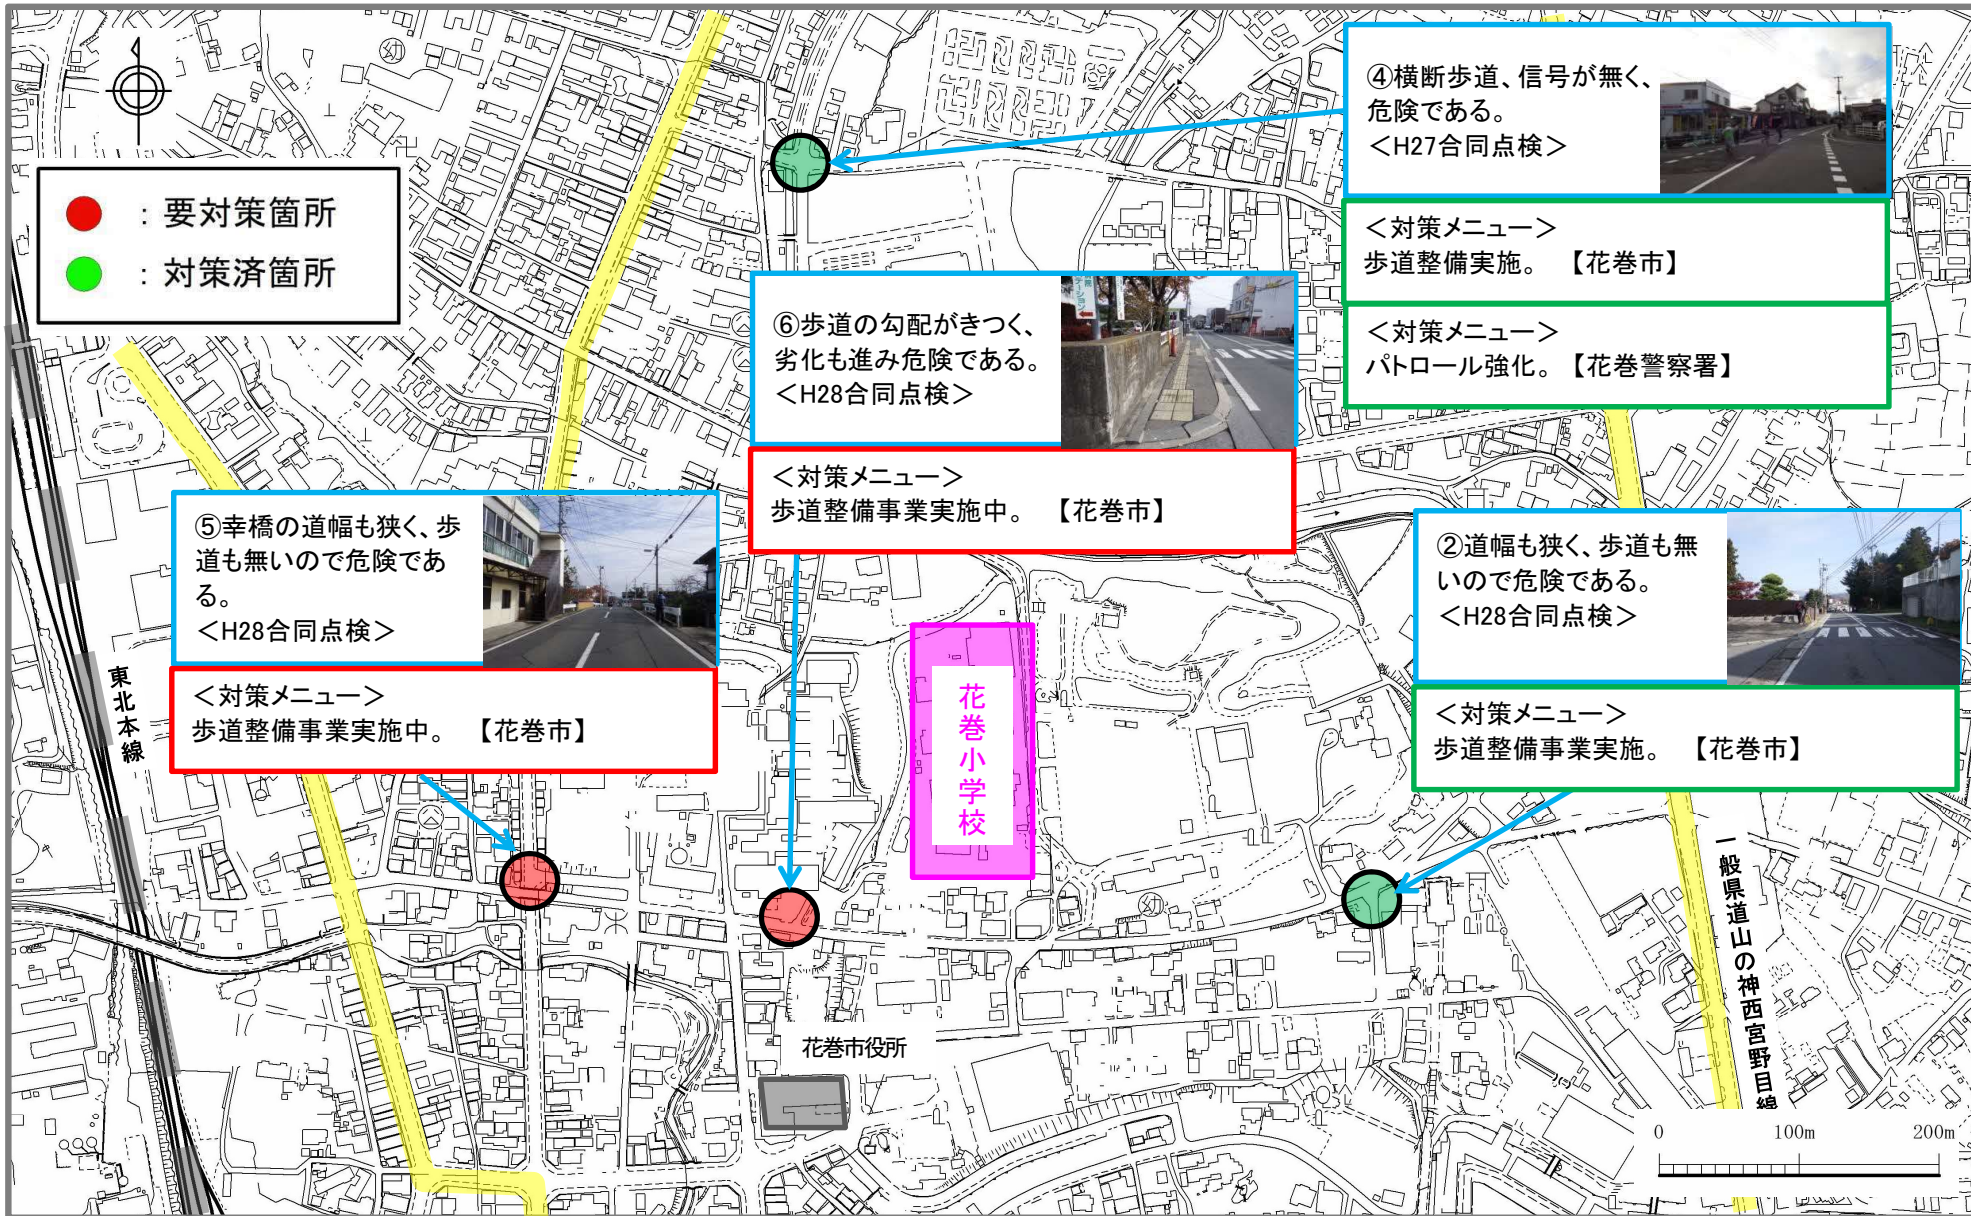 ：要対策箇所
：対策済箇所
④横断歩道、信号が無く、
危険である。
＜H27合同点検＞
＜対策メニュー＞
歩道整備実施。　【花巻市】
＜対策メニュー＞
パトロール強化。【花巻警察署】
⑥歩道の勾配がきつく、
劣化も進み危険である。
＜H28合同点検＞
＜対策メニュー＞
歩道整備事業実施中。　【花巻市】
⑤幸橋の道幅も狭く、歩
道も無いので危険であ
る。
＜H28合同点検＞
＜対策メニュー＞
歩道整備事業実施中。　【花巻市】
②道幅も狭く、歩道も無
いので危険である。
＜H28合同点検＞
＜対策メニュー＞
歩道整備事業実施。　【花巻市】
幼
東北本線
花巻小学校
幼
一般県道山の神西宮野目線
花巻市役所
0　100m　200m